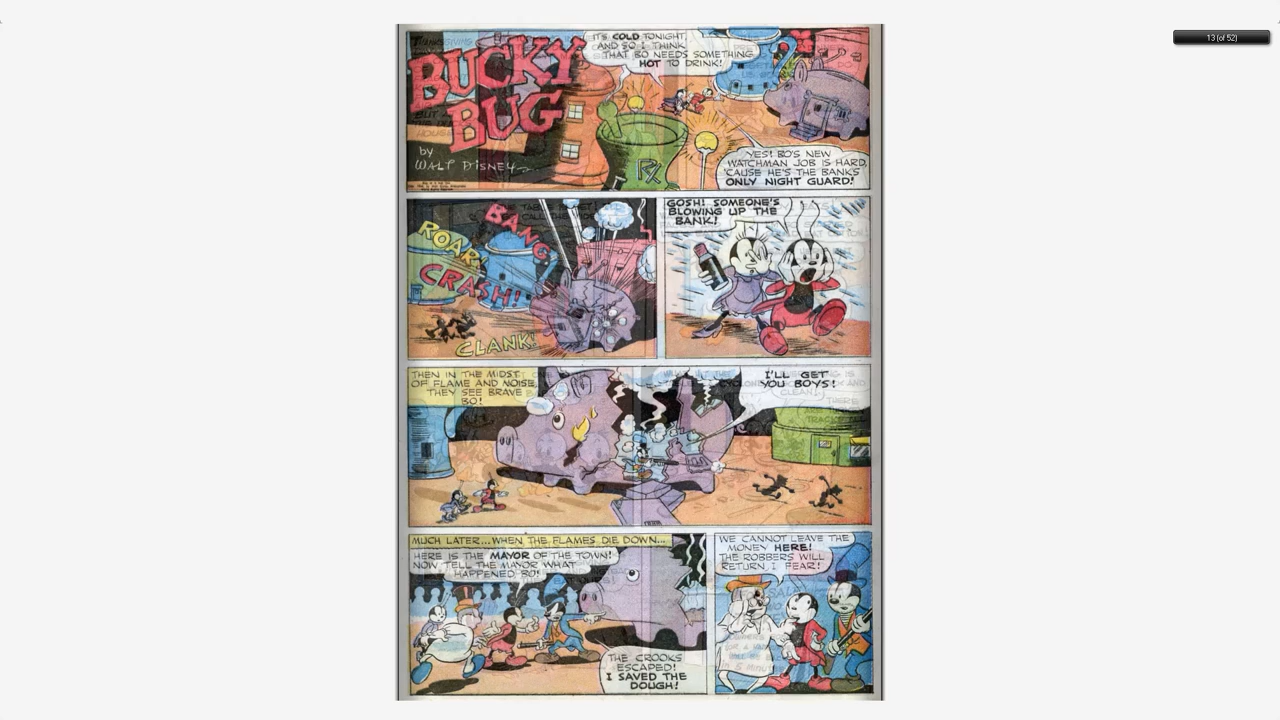 13 (of 52)
BUCKY
BUG
by
WALT DISNEY
IT'S COLD TONIGHT
AND SO I THINK
THAT BO NEEDS SOMETHING
HOT TO DRINK!
RX
YES! BO'S NEW
WATCHMAN JOB IS HARD,
'CAUSE HE'S THE BANKS'
ONLY NIGHT GUARD!
BANG!
ROAR!
CRASH!
CLANK!
GOSH! SOMEONE'S
BLOWING UP THE
BANK!
THEN IN THE MIDST
OF FLAME AND NOISE,
THEY SEE BRAVE
BO!
I'LL GET
YOU BOYS!
MUCH LATER...WHEN THE FLAMES DIE DOWN...
HERE IS THE MAYOR OF THE TOWN!
NOW TELL THE MAYOR WHAT
HAPPENED, BO!
THE CROOKS
ESCAPED!
I SAVED THE
DOUGH!
WE CANNOT LEAVE THE
MONEY HERE!
THE ROBBERS WILL
RETURN, I FEAR!